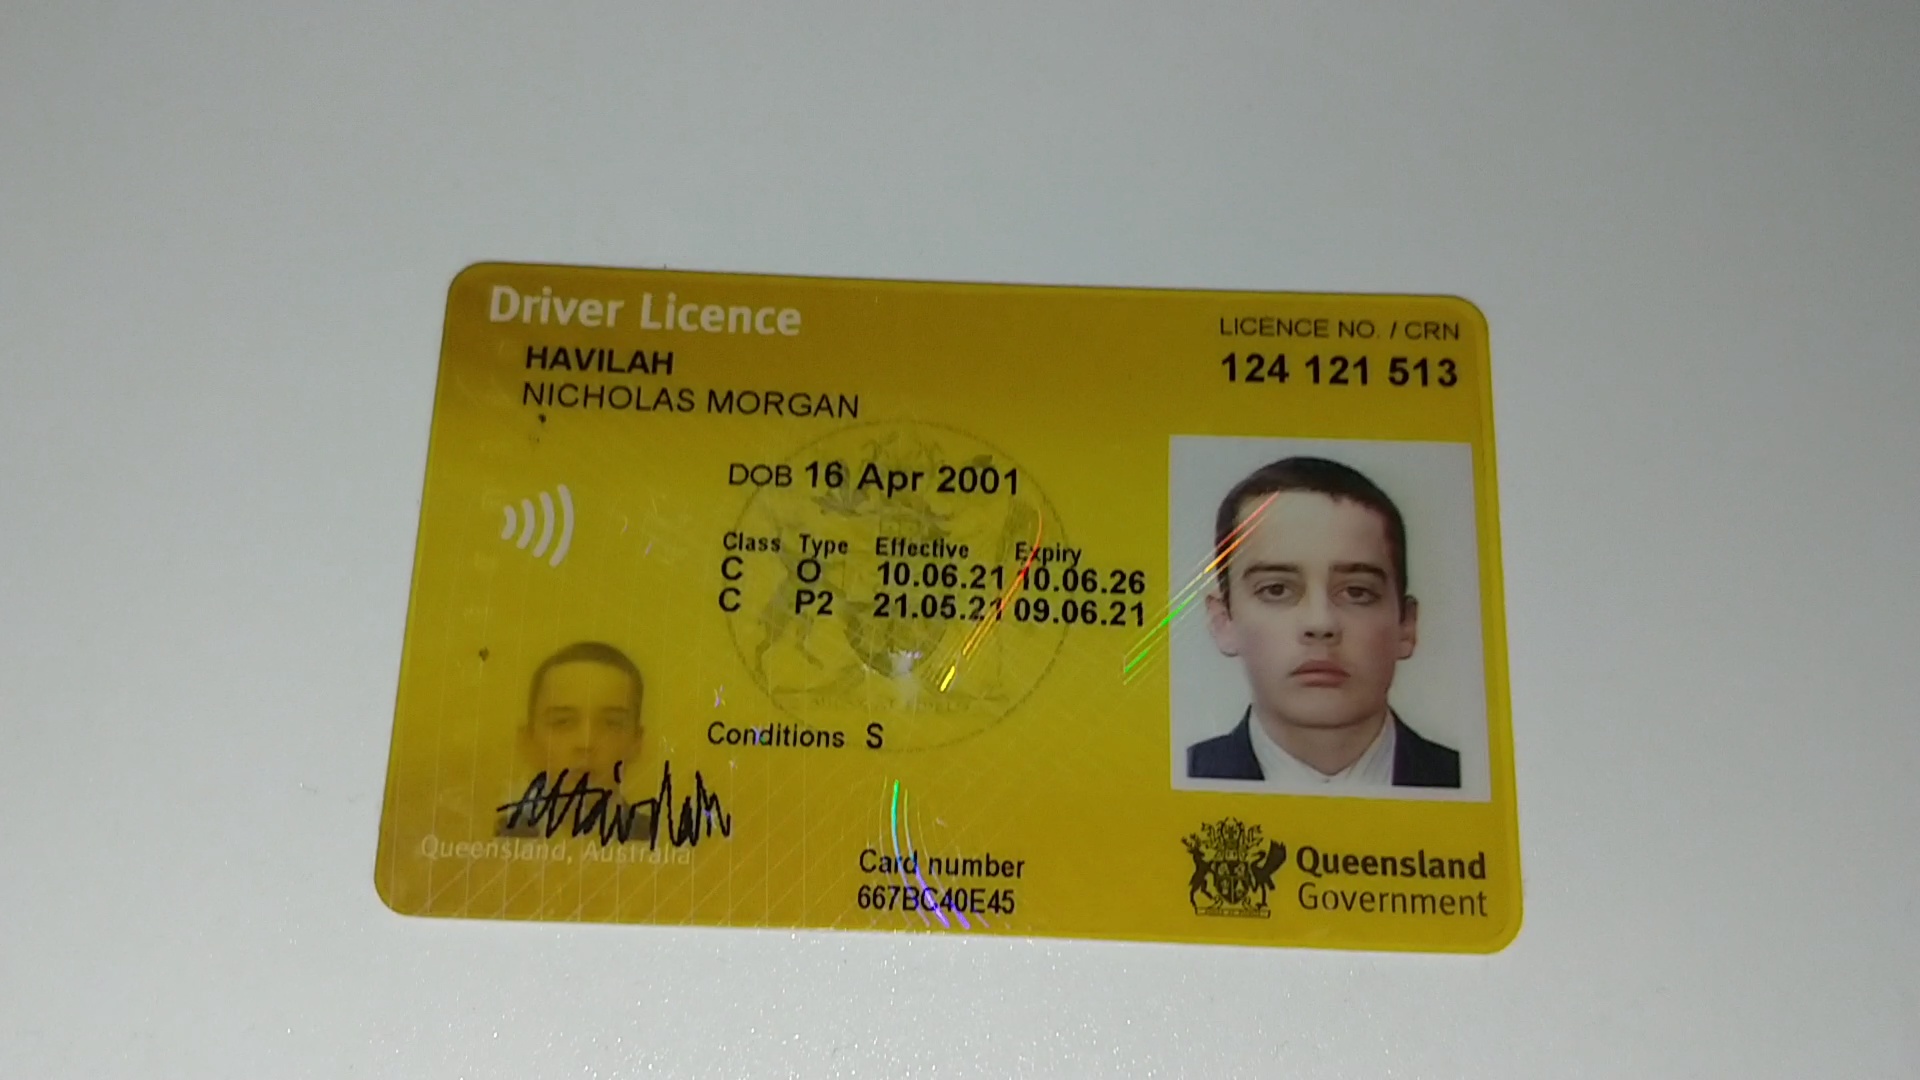 Driver Licence
HAVILAH
NICHOLAS MORGAN
LICENCE NO. / CRN
124 121 513
DOB 16 Apr 2001
Class Type Effective Expiry
C O 10.06.21 10.06.26
C P2 21.05.21 09.06.21
Conditions S
Queensland, Australia
Card number
667BC40E45
Queensland
Government